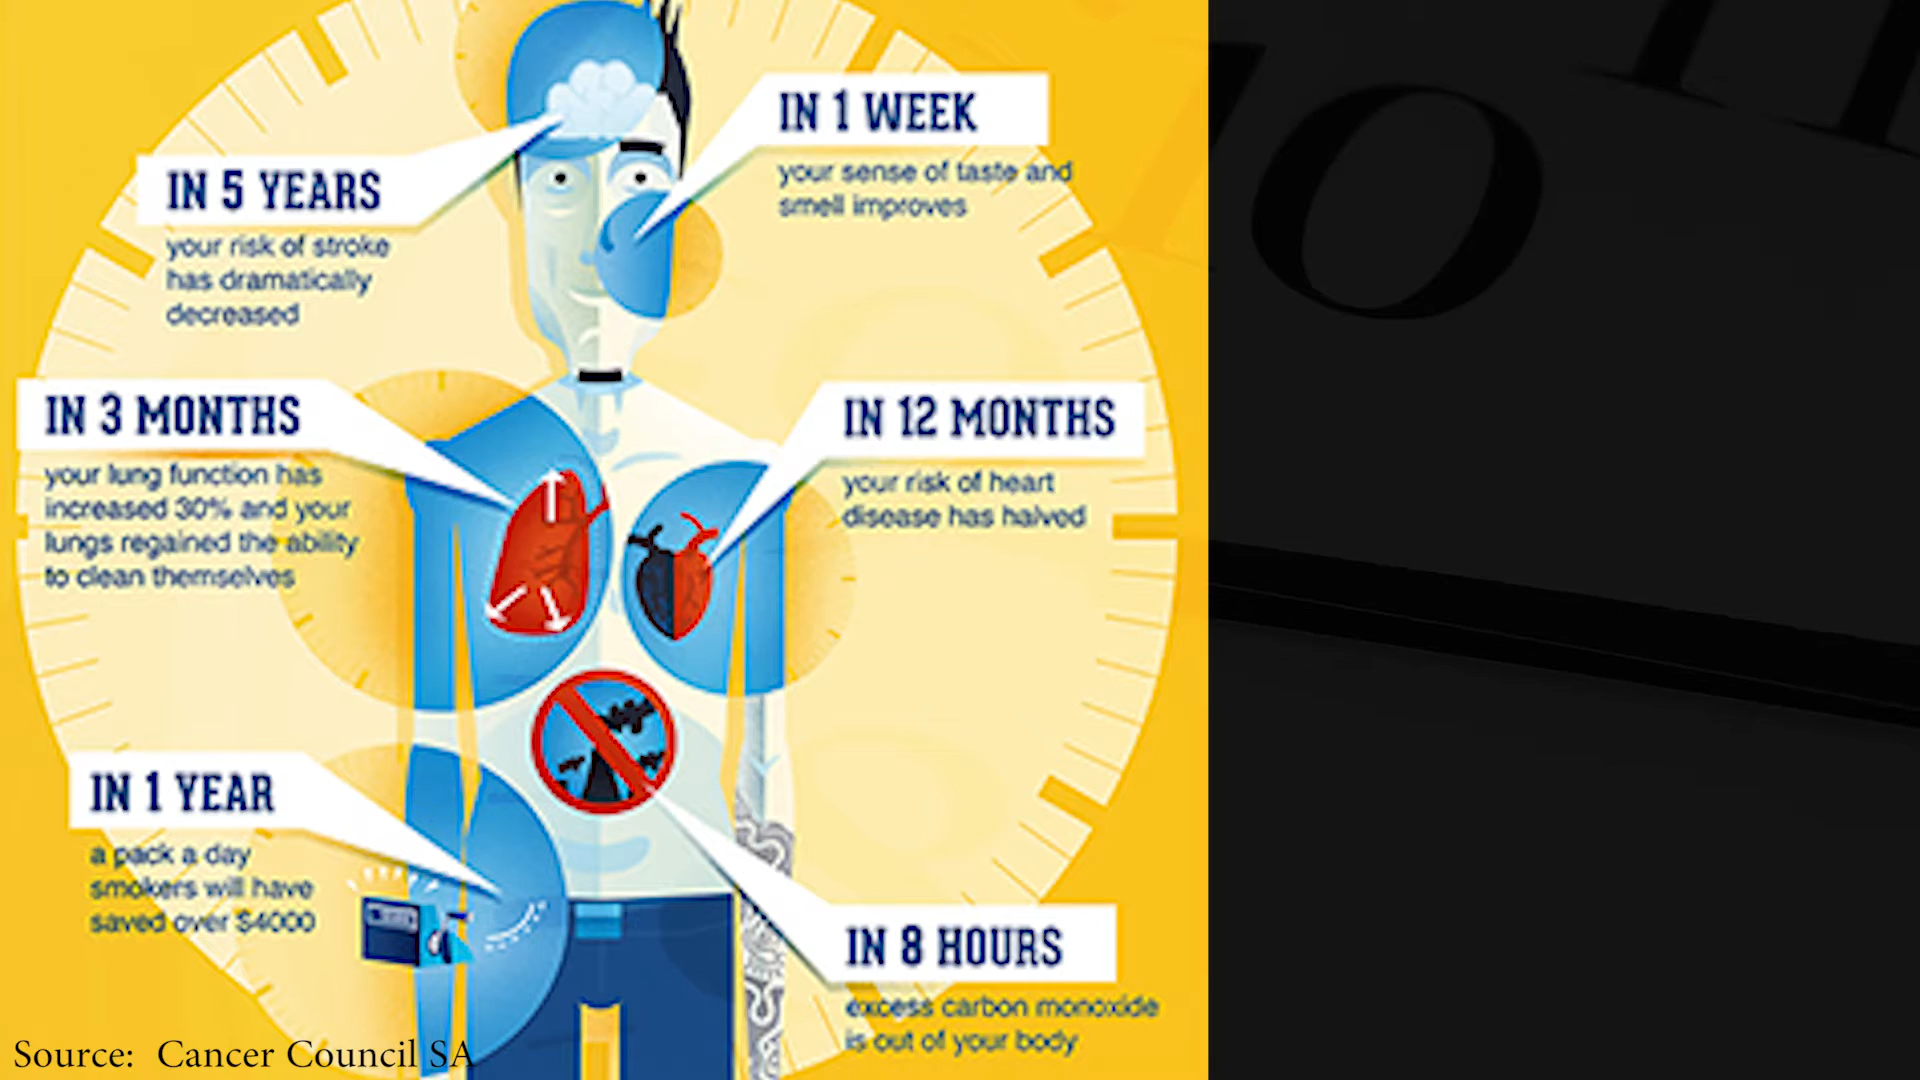 IN 1 WEEK
your sense of taste and
smell improves
IN 5 YEARS
your risk of stroke
has dramatically
decreased
IN 3 MONTHS
your lung function has
increased 30% and your
lungs regained the ability
to clean themselves
IN 12 MONTHS
your risk of heart
disease has halved
IN 1 YEAR
a pack a day
smokers will have
saved over $4000
IN 8 HOURS
excess carbon monoxide
is out of your body
Source: Cancer Council SA
10